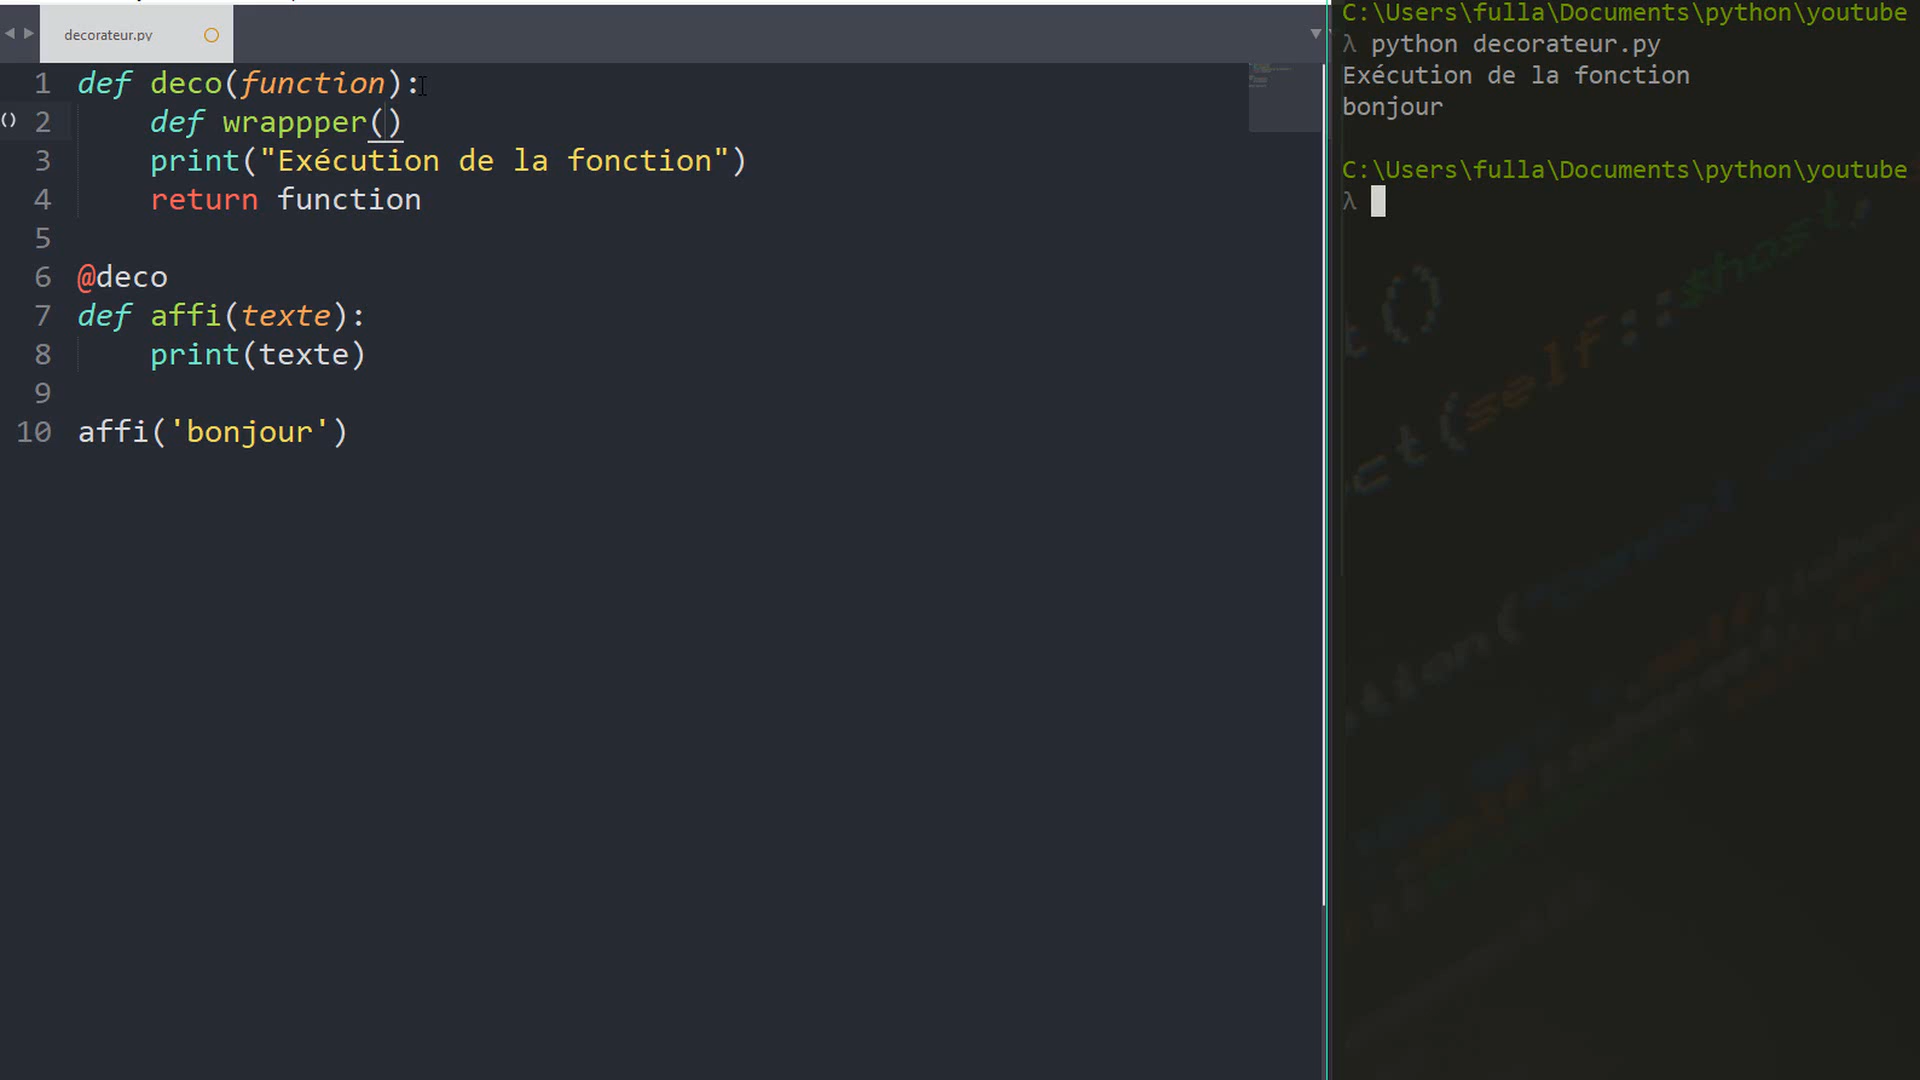 decorateur.py
1 def deco(function):
() 2 def wrappper()
3 print("Exécution de la fonction")
4 return function
5
6 @deco
7 def affi(texte):
8 print(texte)
9
10 affi('bonjour')
C:\Users\fulla\Documents\python\youtube
λ python decorateur.py
Exécution de la fonction
bonjour
C:\Users\fulla\Documents\python\youtube
λ